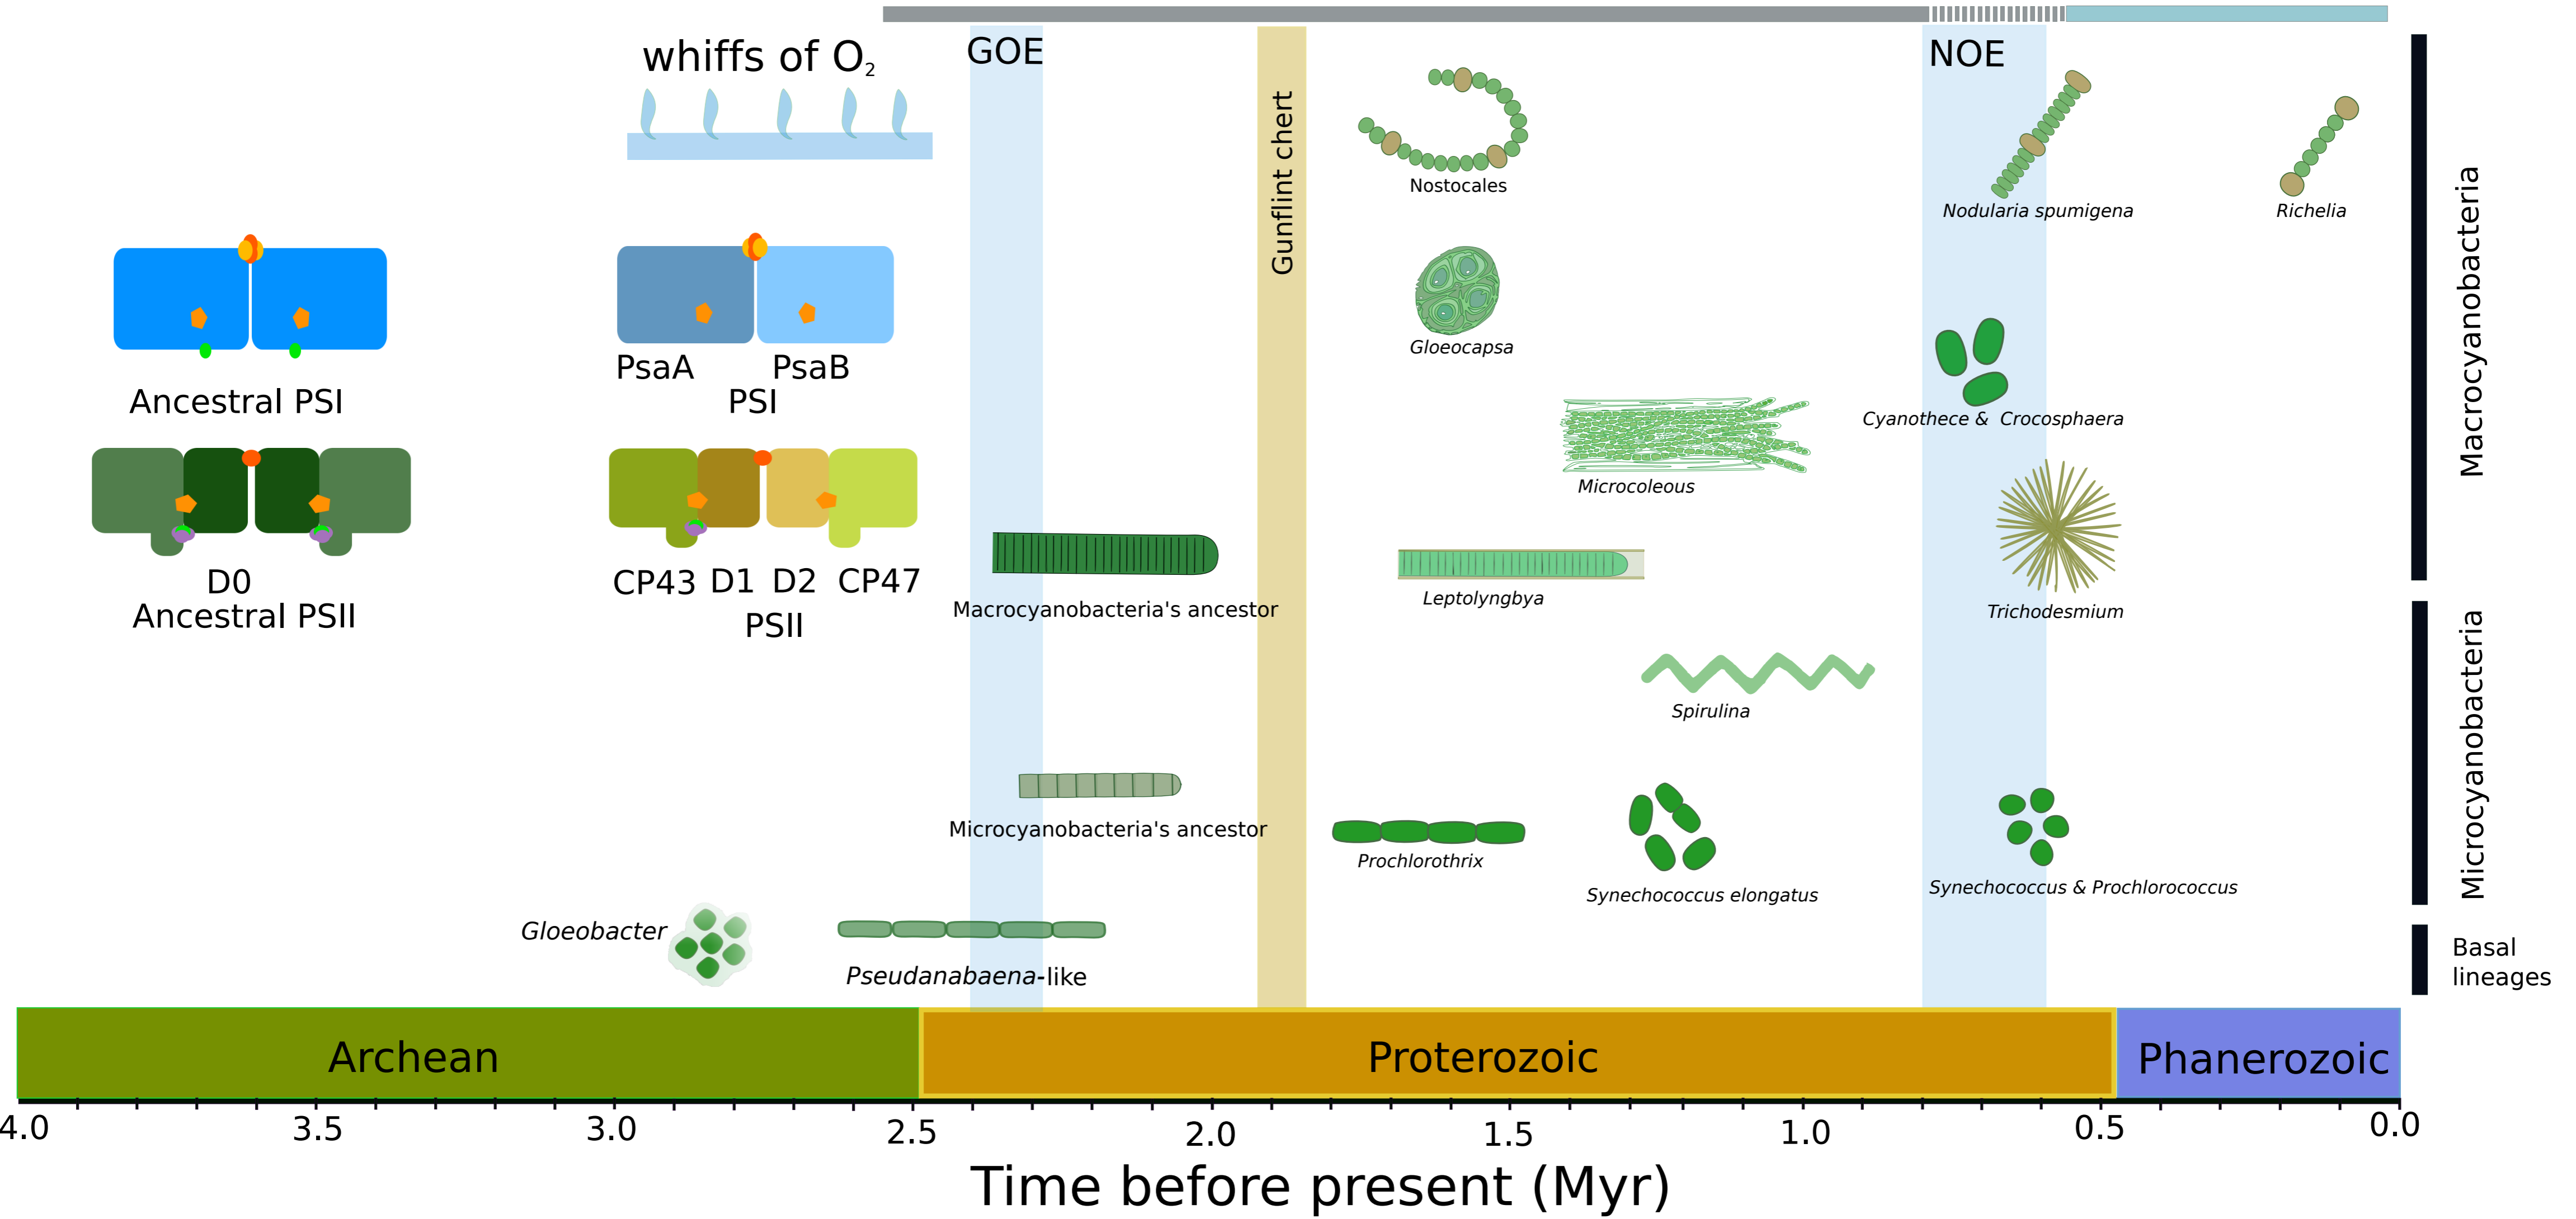 whiffs of O2
GOE
NOE
Gunflint chert
Nostocales
Nodularia spumigena
Richelia
Gloeocapsa
Ancestral PSI
PsaA
PsaB
PSI
Cyanothece & Crocosphaera
Microcoleous
D0
Ancestral PSII
CP43
D1
D2
CP47
PSII
Macrocyanobacteria's ancestor
Leptolyngbya
Trichodesmium
Spirulina
Microcyanobacteria's ancestor
Prochlorothrix
Synechococcus elongatus
Synechococcus & Prochlorococcus
Gloeobacter
Pseudanabaena-like
Macrocyanobacteria
Microcyanobacteria
Basal
lineages
Archean
Proterozoic
Phanerozoic
4.0
3.5
3.0
2.5
2.0
1.5
1.0
0.5
0.0
Time before present (Myr)